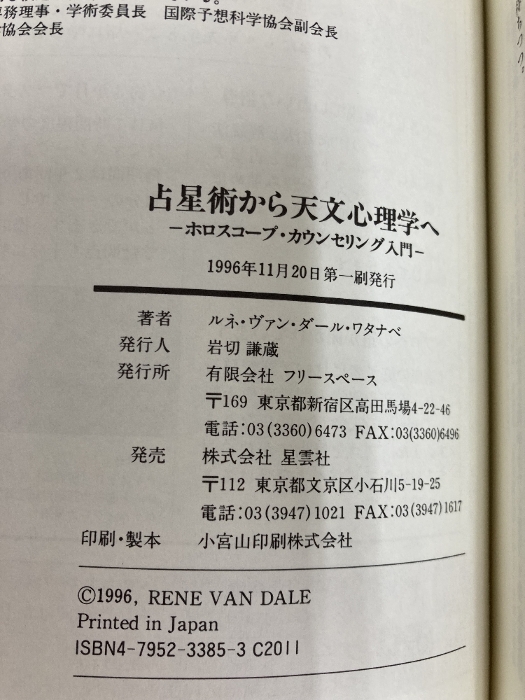 務理事・学術委員長 国際予想科学協会副会長
協会会長
占星術から天文心理学へ
−ホロスコープ・カウンセリング入門−
1996年11月20日第一刷発行
著者 ルネ・ヴァン・ダール・ワタナベ
発行人 岩切 謙蔵
発行所 有限会社 フリースペース
〒169 東京都新宿区高田馬場4-22-46
電話:03(3360)6473 FAX:03(3360)6496
発売 株式会社 星雲社
〒112 東京都文京区小石川5-19-25
電話:03(3947)1021 FAX:03(3947)1617
印刷・製本 小宮山印刷株式会社
©1996, RENE VAN DALE
Printed in Japan
ISBN4-7952-3385-3 C2011